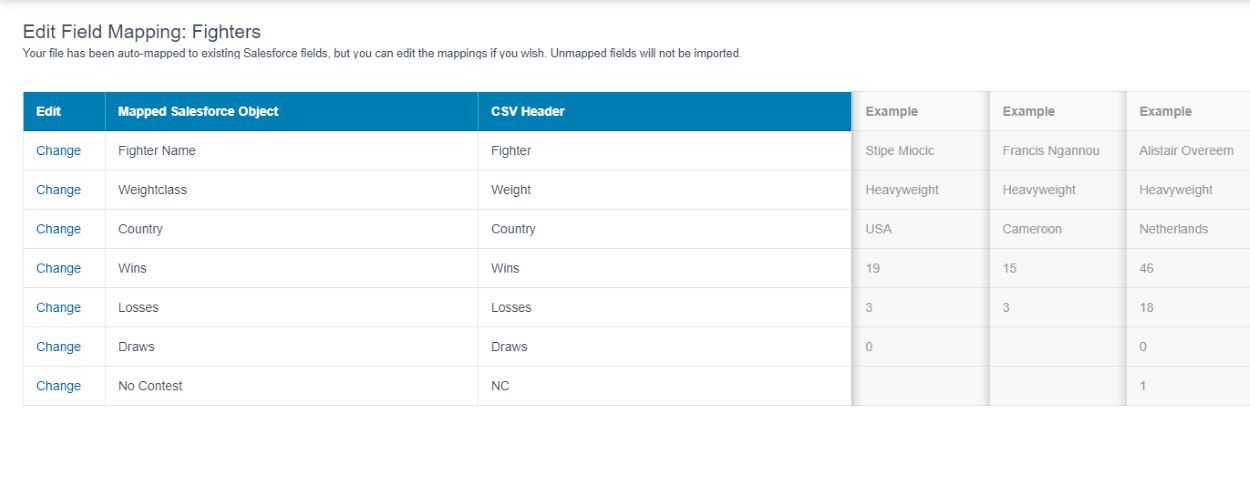 Edit Field Mapping: Fighters
Your file has been auto-mapped to existing Salesforce fields, but you can edit the mappings if you wish. Unmapped fields will not be imported.
Edit Mapped Salesforce Object CSV Header Example Example Example
Change Fighter Name Fighter Stipe Miocic Francis Ngannou Alistair Overeem
Change Weightclass Weight Heavyweight Heavyweight Heavyweight
Change Country Country USA Cameroon Netherlands
Change Wins Wins 19 15 46
Change Losses Losses 3 3 18
Change Draws Draws 0 0
Change No Contest NC 1